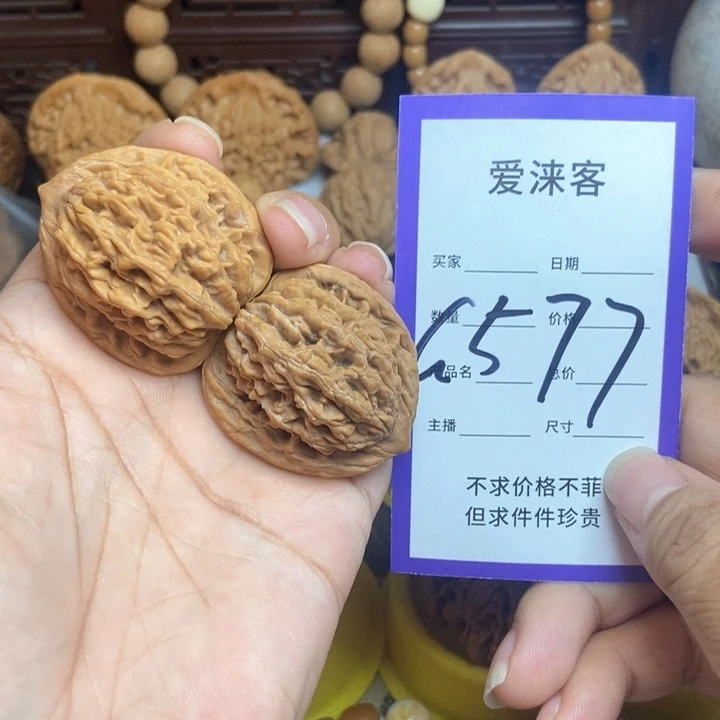 爱涞客
买家 日期
数量 价格
6577
品名 总价
主播 尺寸
不求价格不菲
但求件件珍贵